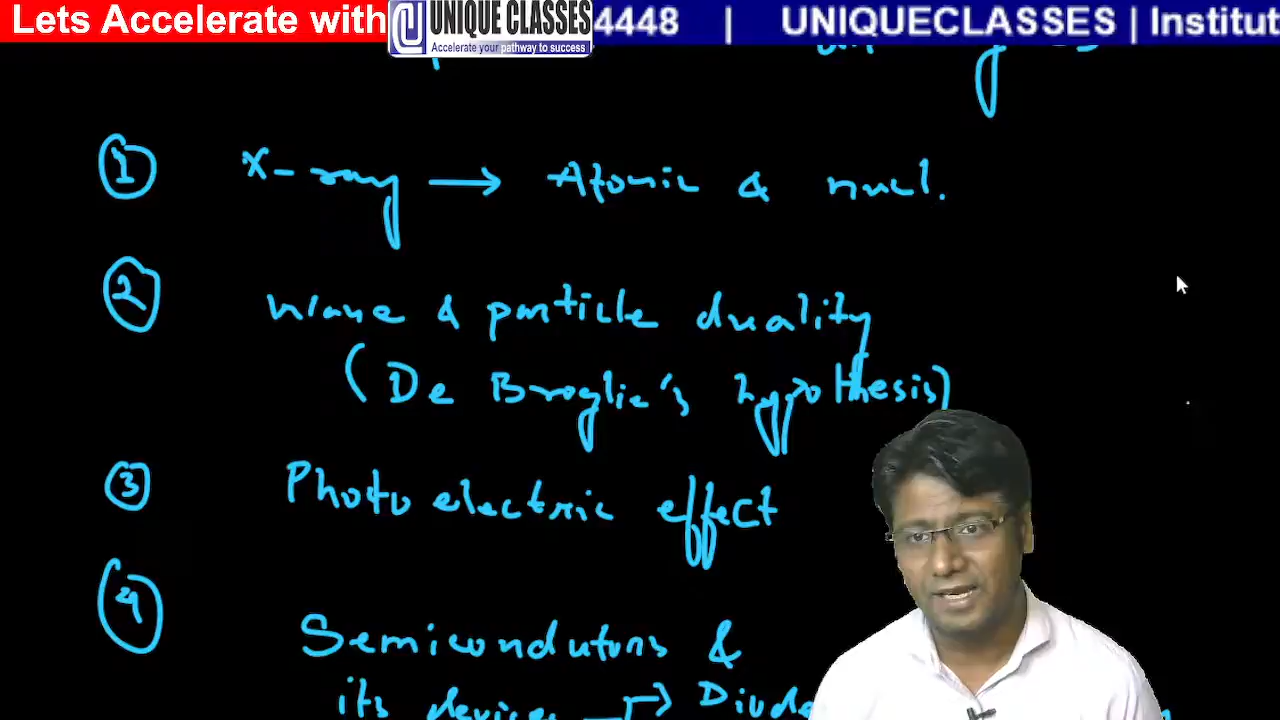 Lets Accelerate with
UNIQUE CLASSES
Accelerate your pathway to success
4448 | UNIQUECLASSES | Institut
1 X-ray → Atomic & nucl.
2 Wave & particle duality
(De Broglie's hypothesis)
3 Photo electric effect
4 Semicondutors &
its devices → Diode